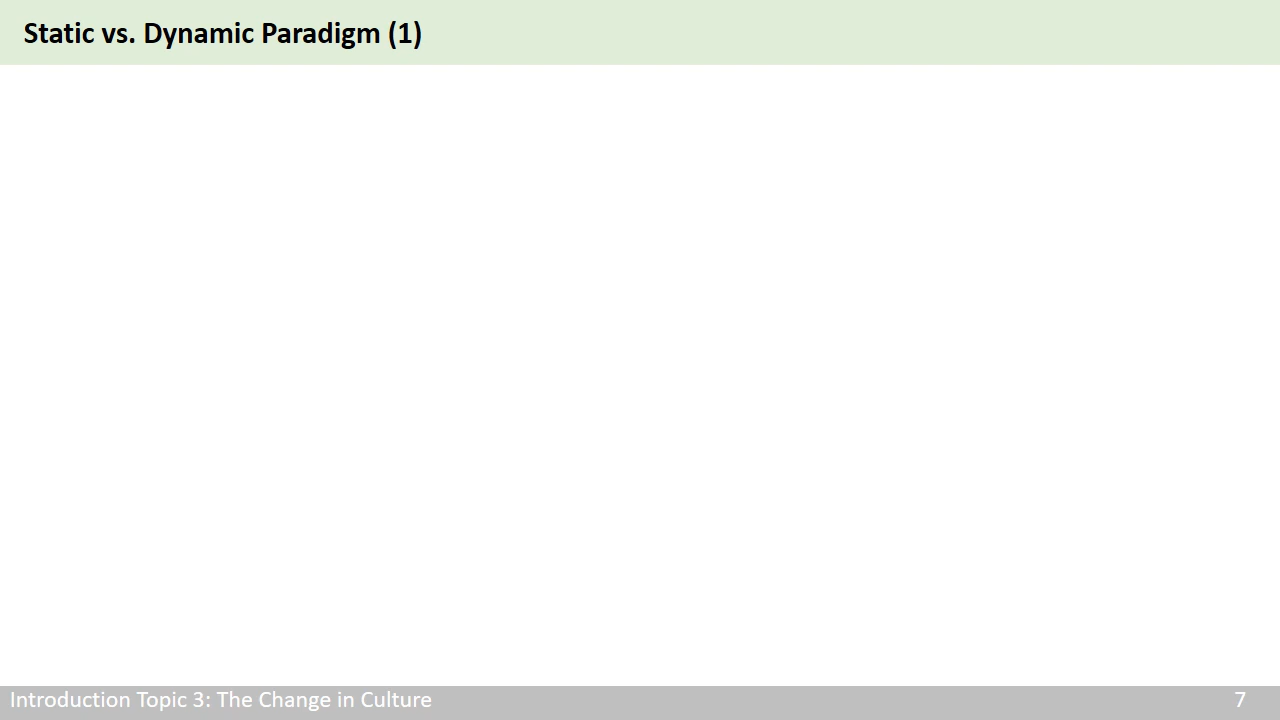 Static vs. Dynamic Paradigm (1)
Introduction Topic 3: The Change in Culture 7